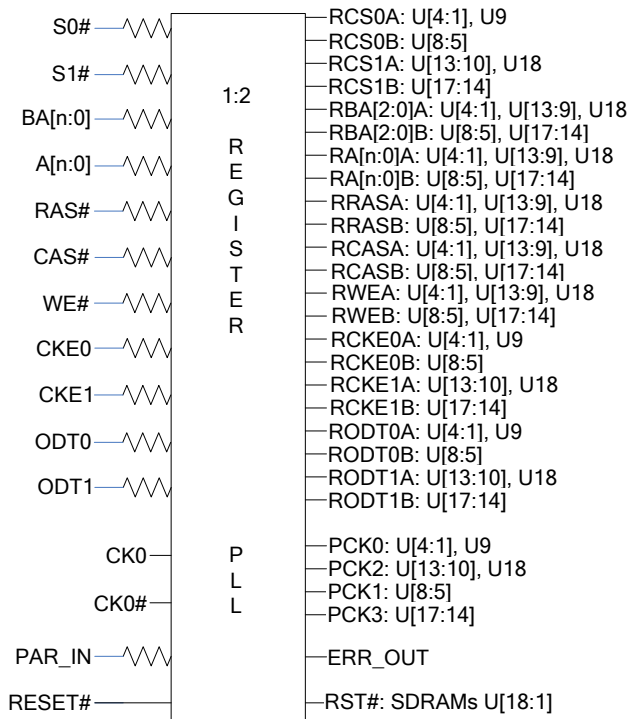 S0#
S1#
BA[n:0]
A[n:0]
RAS#
CAS#
WE#
CKE0
CKE1
ODT0
ODT1
CK0
CK0#
PAR_IN
RESET#
1:2
R
E
G
I
S
T
E
R
P
L
L
RCS0A: U[4:1], U9
RCS0B: U[8:5]
RCS1A: U[13:10], U18
RCS1B: U[17:14]
RBA[2:0]A: U[4:1], U[13:9], U18
RBA[2:0]B: U[8:5], U[17:14]
RA[n:0]A: U[4:1], U[13:9], U18
RA[n:0]B: U[8:5], U[17:14]
RRASA: U[4:1], U[13:9], U18
RRASB: U[8:5], U[17:14]
RCASA: U[4:1], U[13:9], U18
RCASB: U[8:5], U[17:14]
RWEA: U[4:1], U[13:9], U18
RWEB: U[8:5], U[17:14]
RCKE0A: U[4:1], U9
RCKE0B: U[8:5]
RCKE1A: U[13:10], U18
RCKE1B: U[17:14]
RODT0A: U[4:1], U9
RODT0B: U[8:5]
RODT1A: U[13:10], U18
RODT1B: U[17:14]
PCK0: U[4:1], U9
PCK2: U[13:10], U18
PCK1: U[8:5]
PCK3: U[17:14]
ERR_OUT
RST#: SDRAMs U[18:1]